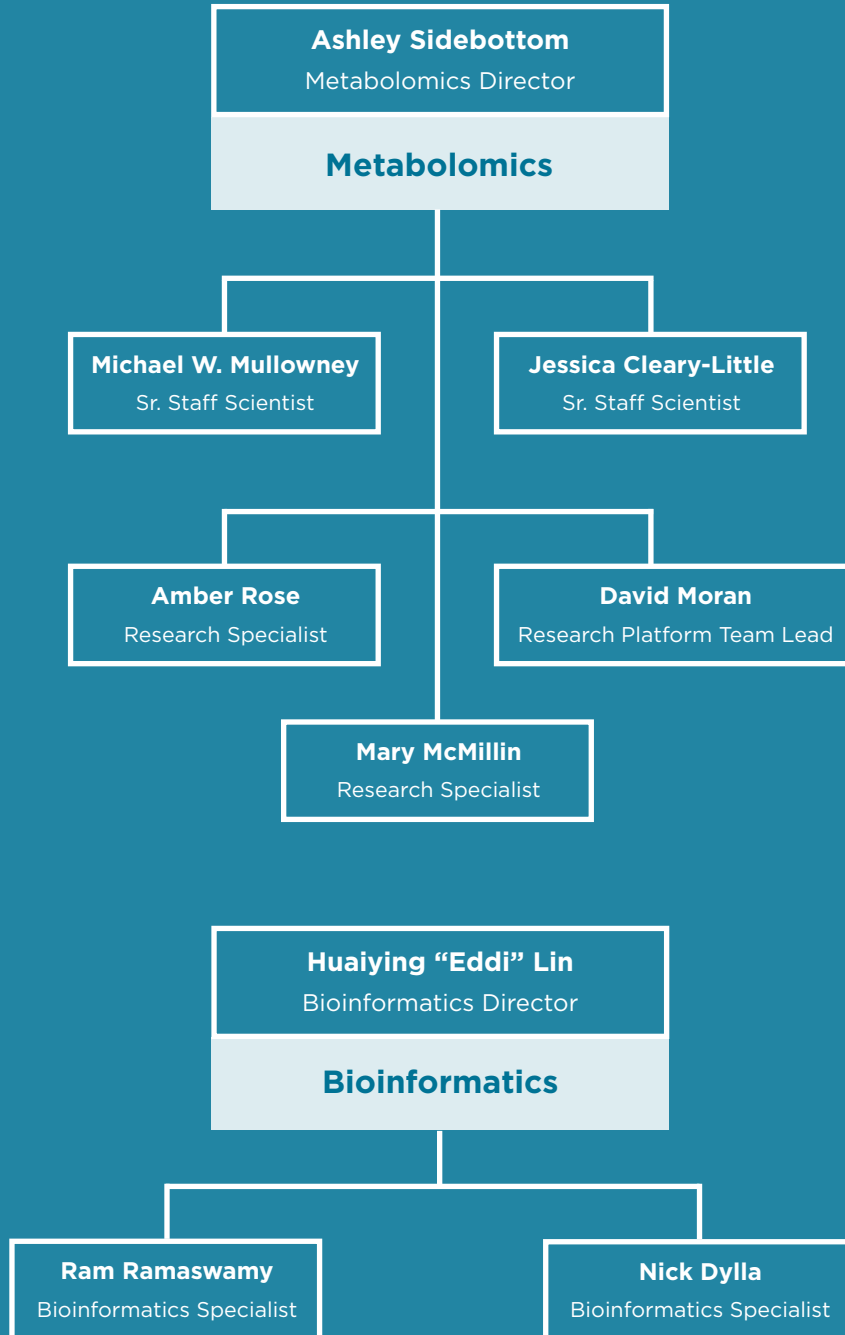 Ashley Sidebottom
Metabolomics Director
Metabolomics
Michael W. Mullowney
Sr. Staff Scientist
Jessica Cleary-Little
Sr. Staff Scientist
Amber Rose
Research Specialist
David Moran
Research Platform Team Lead
Mary McMillin
Research Specialist
Huaiying “Eddi” Lin
Bioinformatics Director
Bioinformatics
Ram Ramaswamy
Bioinformatics Specialist
Nick Dylla
Bioinformatics Specialist